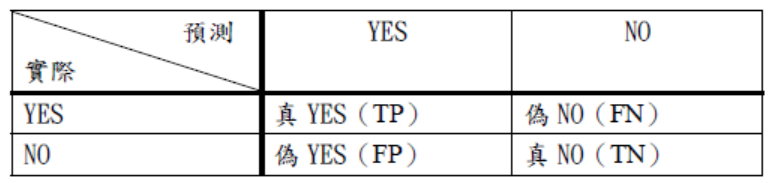 預測 YES NO
實際
YES 真 YES（TP） 偽 NO（FN）
NO 偽 YES（FP） 真 NO（TN）